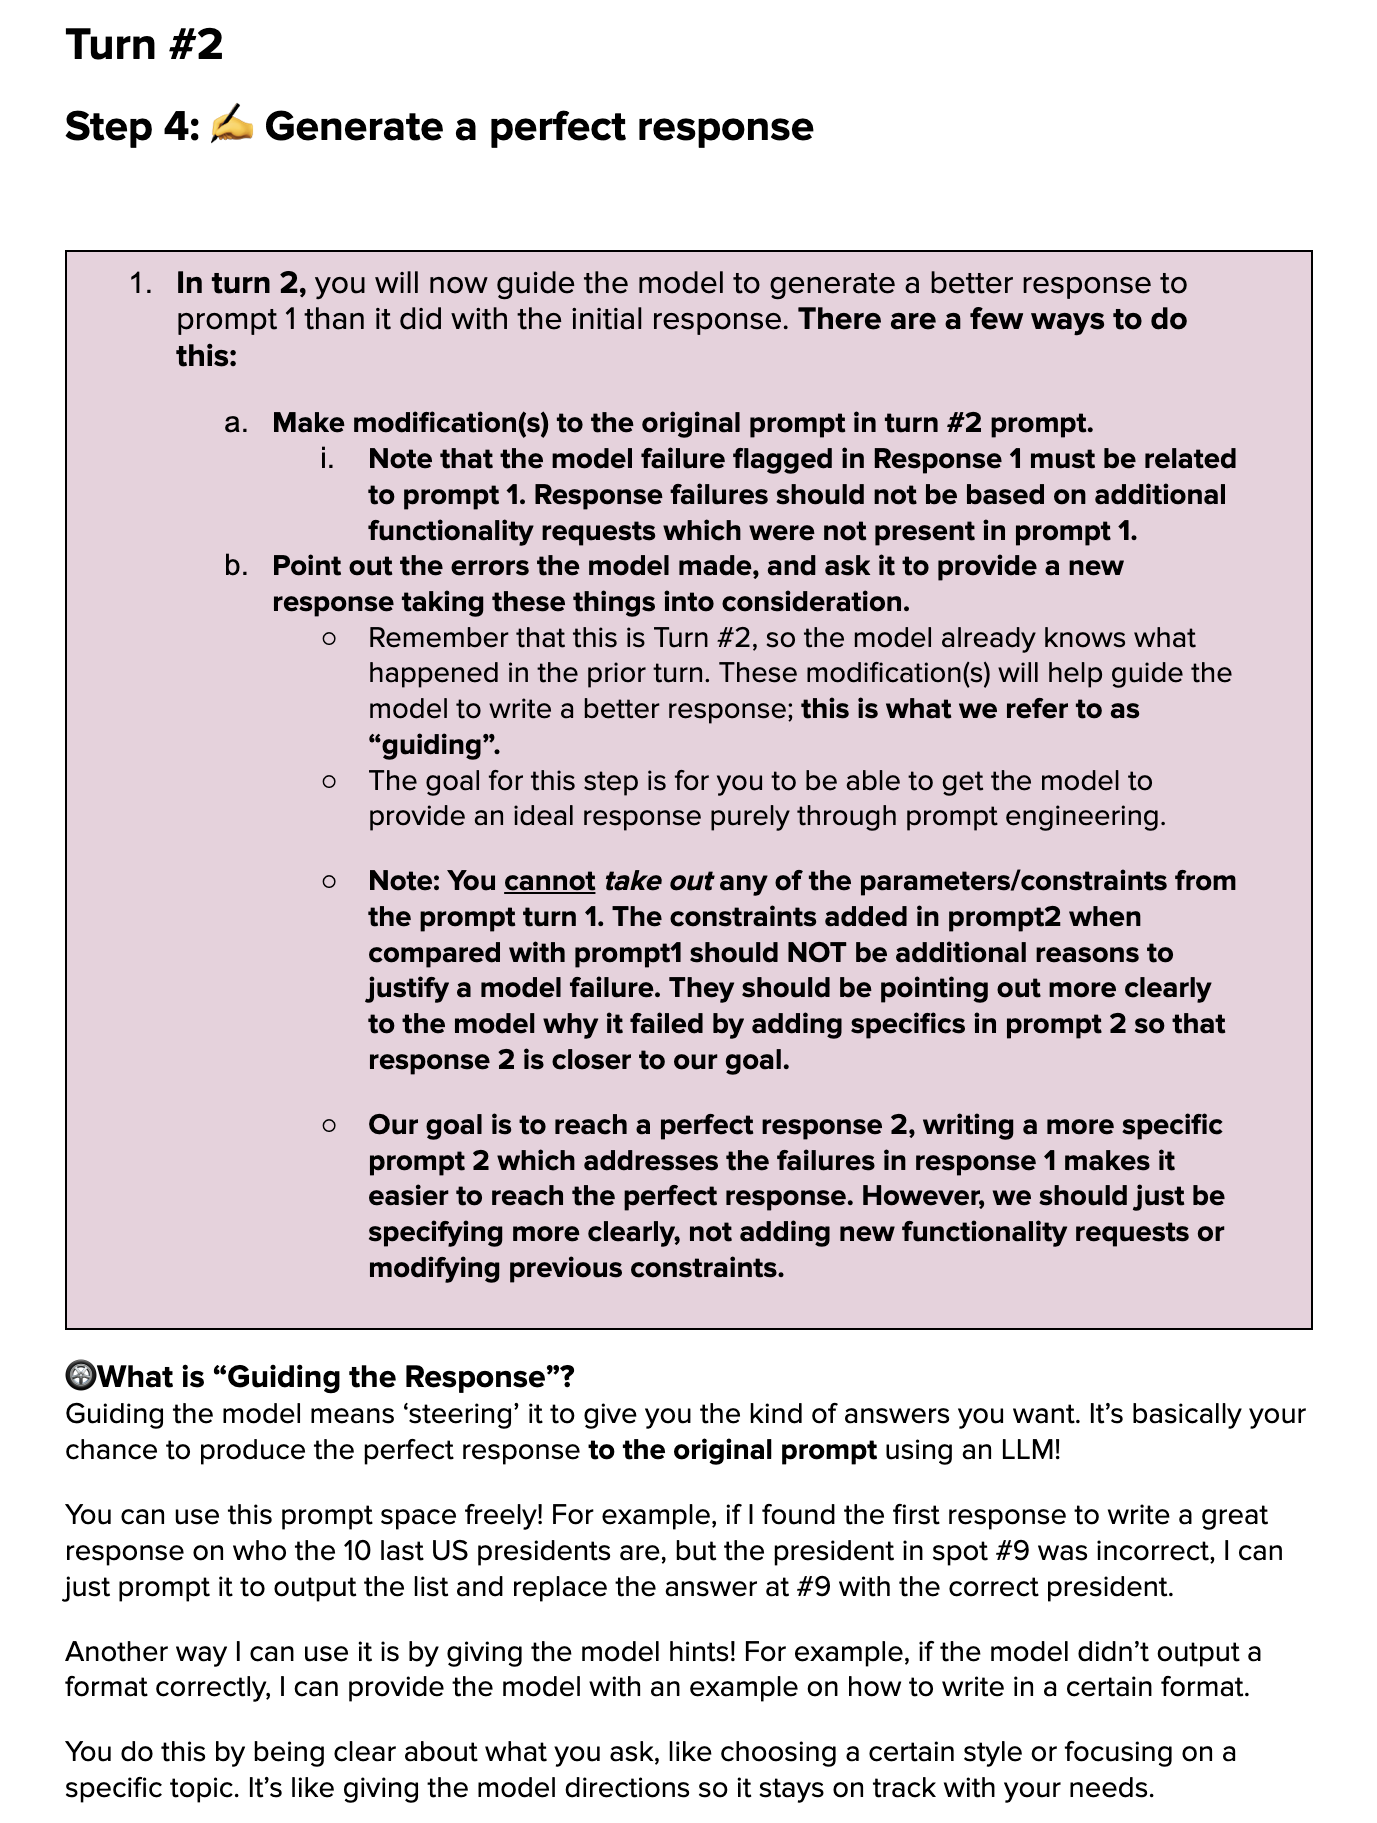 Turn #2
Step 4: ✍️ Generate a perfect response
1. In turn 2, you will now guide the model to generate a better response to
prompt 1 than it did with the initial response. There are a few ways to do
this:
a. Make modification(s) to the original prompt in turn #2 prompt.
i. Note that the model failure flagged in Response 1 must be related
to prompt 1. Response failures should not be based on additional
functionality requests which were not present in prompt 1.
b. Point out the errors the model made, and ask it to provide a new
response taking these things into consideration.
○ Remember that this is Turn #2, so the model already knows what
happened in the prior turn. These modification(s) will help guide the
model to write a better response; this is what we refer to as
“guiding”.
○ The goal for this step is for you to be able to get the model to
provide an ideal response purely through prompt engineering.
○ Note: You cannot take out any of the parameters/constraints from
the prompt turn 1. The constraints added in prompt2 when
compared with prompt1 should NOT be additional reasons to
justify a model failure. They should be pointing out more clearly
to the model why it failed by adding specifics in prompt 2 so that
response 2 is closer to our goal.
○ Our goal is to reach a perfect response 2, writing a more specific
prompt 2 which addresses the failures in response 1 makes it
easier to reach the perfect response. However, we should just be
specifying more clearly, not adding new functionality requests or
modifying previous constraints.
🛞What is “Guiding the Response”?
Guiding the model means ‘steering’ it to give you the kind of answers you want. It’s basically your
chance to produce the perfect response to the original prompt using an LLM!
You can use this prompt space freely! For example, if I found the first response to write a great
response on who the 10 last US presidents are, but the president in spot #9 was incorrect, I can
just prompt it to output the list and replace the answer at #9 with the correct president.
Another way I can use it is by giving the model hints! For example, if the model didn’t output a
format correctly, I can provide the model with an example on how to write in a certain format.
You do this by being clear about what you ask, like choosing a certain style or focusing on a
specific topic. It’s like giving the model directions so it stays on track with your needs.